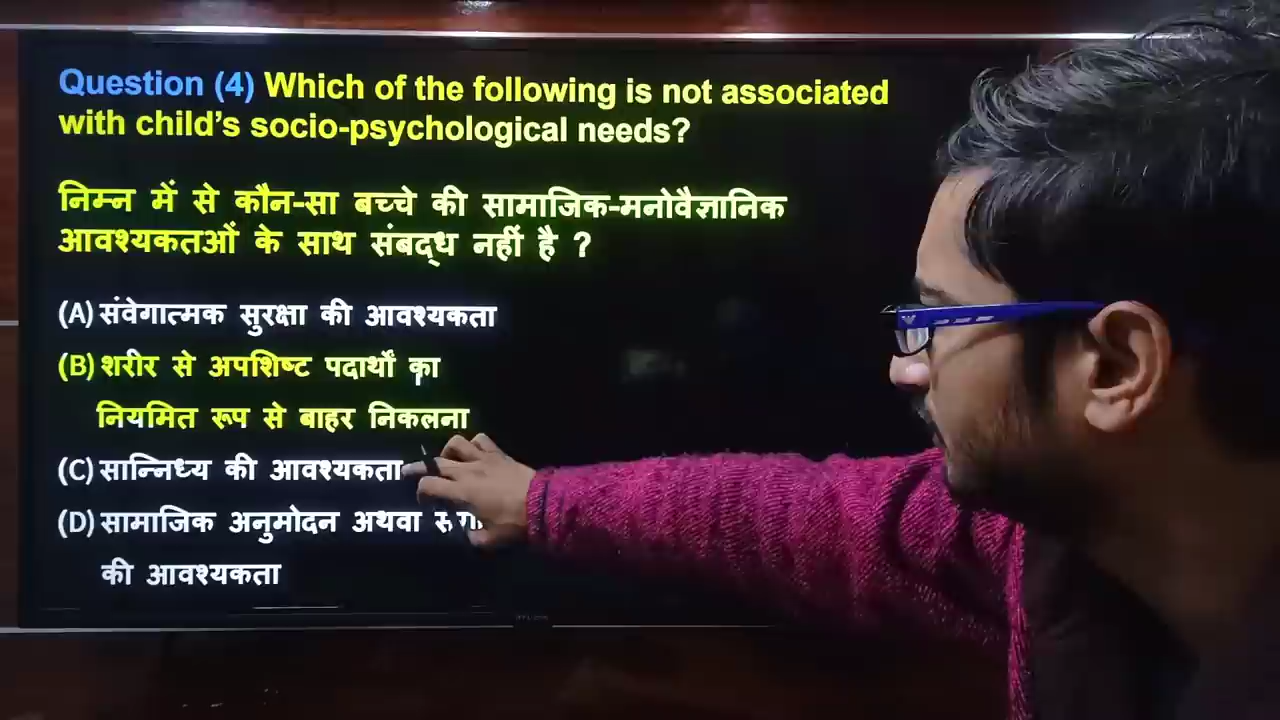 Question (4) Which of the following is not associated
with child's socio-psychological needs?
निम्न में से कौन-सा बच्चे की सामाजिक-मनोवैज्ञानिक
आवश्यकतओं के साथ संबद्ध नहीं है ?
(A) संवेगात्मक सुरक्षा की आवश्यकता
(B) शरीर से अपशिष्ट पदार्थों का
नियमित रूप से बाहर निकलना
(C) सान्निध्य की आवश्यकता
(D) सामाजिक अनुमोदन अथवा
की आवश्यकता